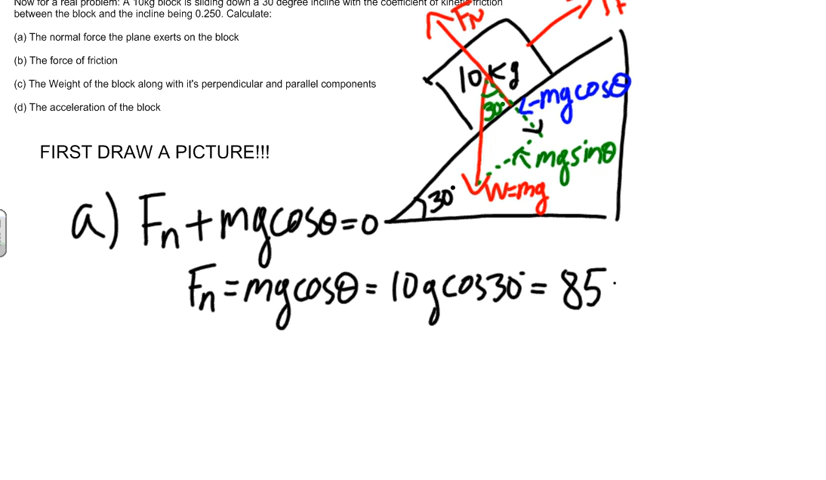 Now for a real problem: A 10kg block is sliding down a 30 degree incline with the coefficient of kinetic friction
between the block and the incline being 0.250. Calculate:
(a) The normal force the plane exerts on the block
(b) The force of friction
(c) The Weight of the block along with it's perpendicular and parallel components
(d) The acceleration of the block
FIRST DRAW A PICTURE!!!
FN
10kg
30°
-mgcosθ
mgsinθ
W=mg
30°
a) Fn+mgcosθ=0
Fn=mgcosθ=10gcos30°=85.